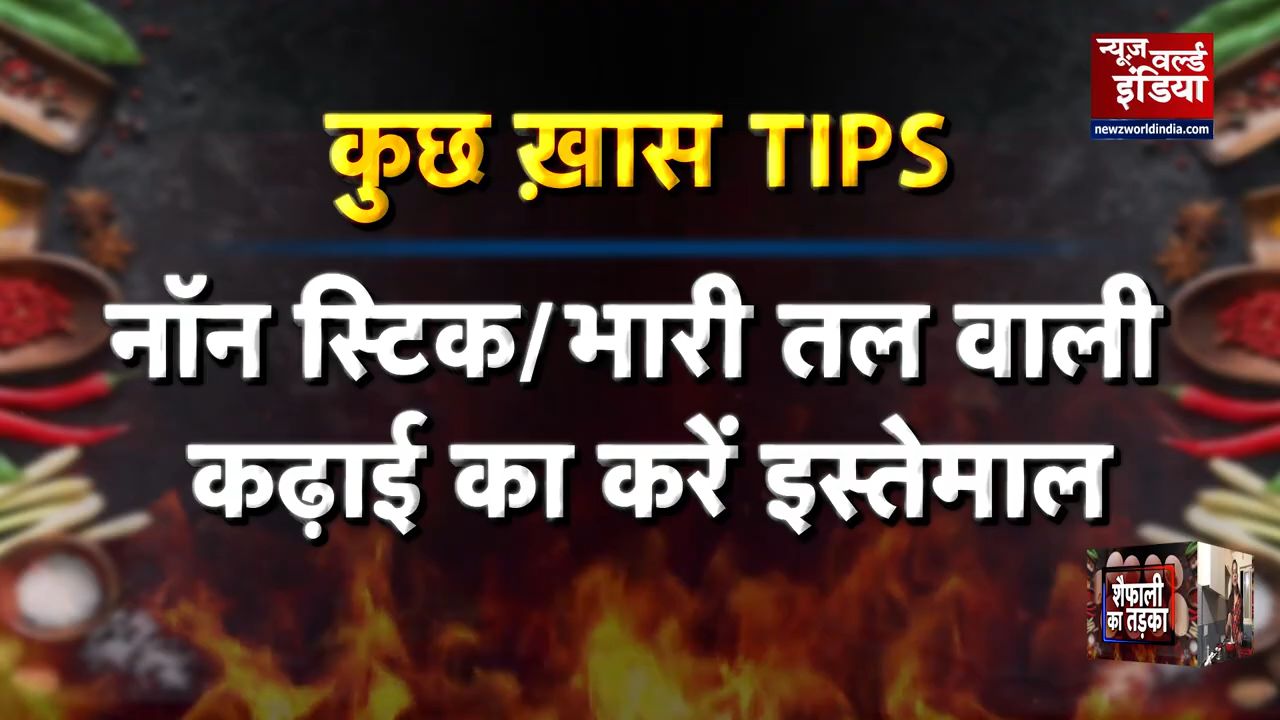 न्यूज़ वर्ल्ड
इंडिया
newzworldindia.com
कुछ ख़ास TIPS
नॉन स्टिक/भारी तल वाली
कढ़ाई का करें इस्तेमाल
शैफाली
का तड़का